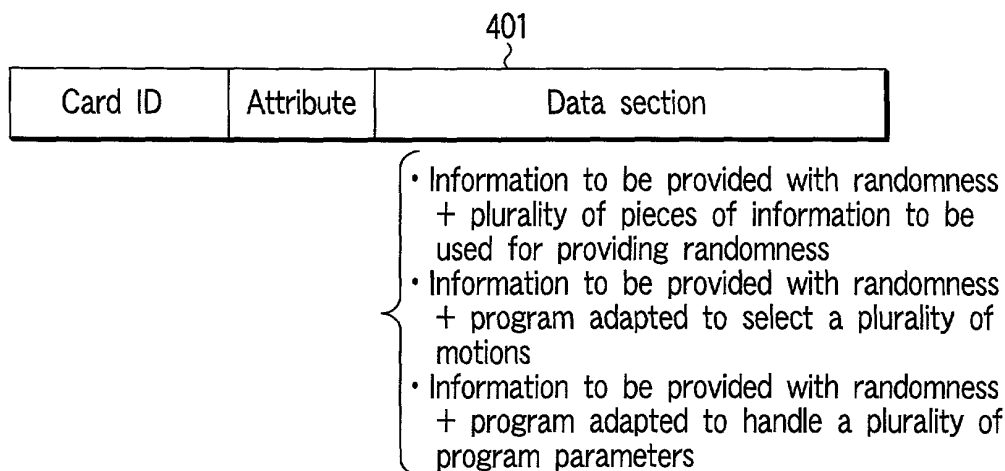 401
Card ID Attribute Data section
• Information to be provided with randomness
+ plurality of pieces of information to be
used for providing randomness
• Information to be provided with randomness
+ program adapted to select a plurality of
motions
• Information to be provided with randomness
+ program adapted to handle a plurality of
program parameters